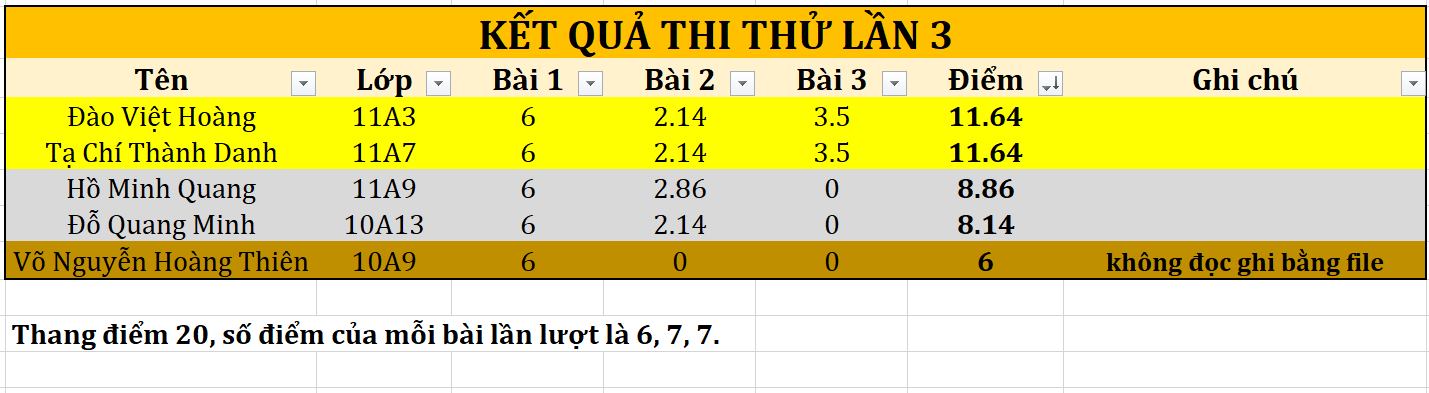 KẾT QUẢ THI THỬ LẦN 3
Tên Lớp Bài 1 Bài 2 Bài 3 Điểm Ghi chú
Đào Việt Hoàng 11A3 6 2.14 3.5 11.64
Tạ Chí Thành Danh 11A7 6 2.14 3.5 11.64
Hồ Minh Quang 11A9 6 2.86 0 8.86
Đỗ Quang Minh 10A13 6 2.14 0 8.14
Võ Nguyễn Hoàng Thiên 10A9 6 0 0 6 không đọc ghi bằng file
Thang điểm 20, số điểm của mỗi bài lần lượt là 6, 7, 7.